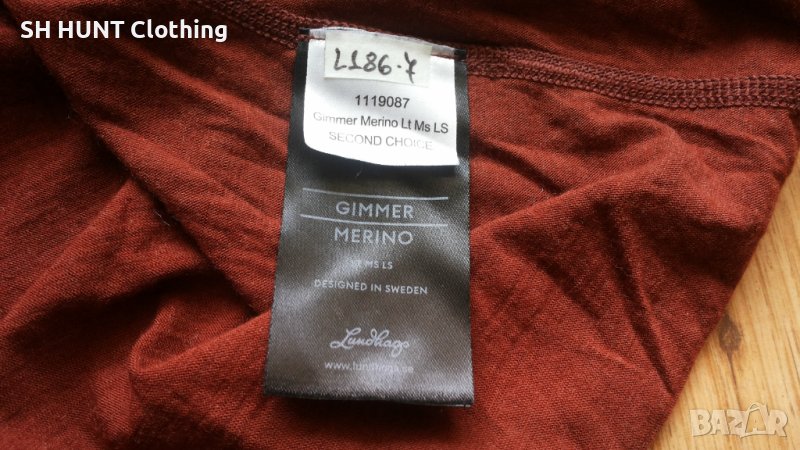 SH HUNT Clothing
L186-7
1119087
Gimmer Merino Lt Ms LS
SECOND CHOICE
GIMMER
MERINO
LT MS LS
DESIGNED IN SWEDEN
Lundhags
www.lundhags.se
BAZAR